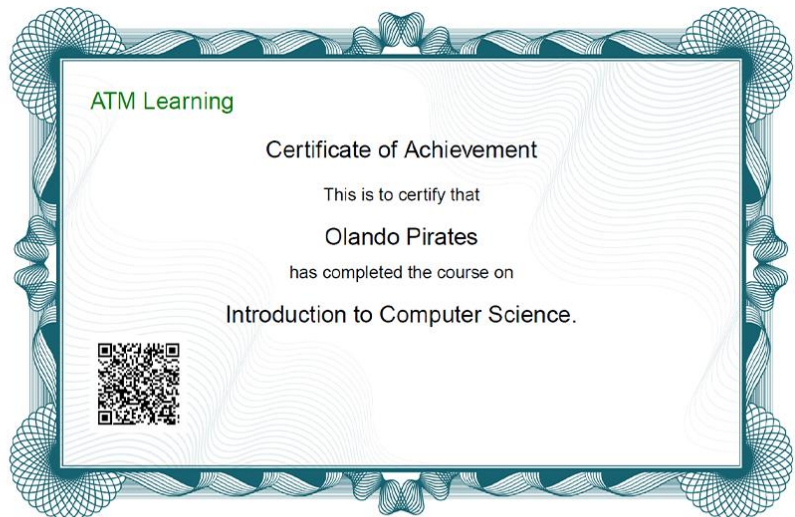 ATM Learning
Certificate of Achievement
This is to certify that
Olando Pirates
has completed the course on
Introduction to Computer Science.